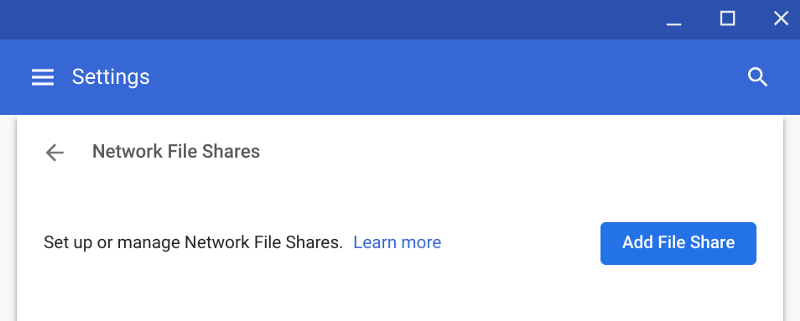 Settings
Network File Shares
Set up or manage Network File Shares. Learn more
Add File Share